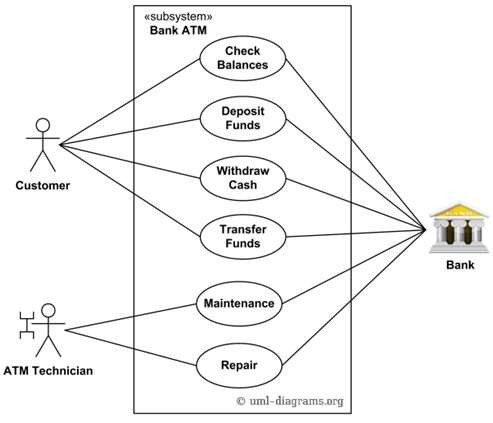 «subsystem»
Bank ATM
Check
Balances
Deposit
Funds
Customer
Withdraw
Cash
Transfer
Funds
Bank
Maintenance
ATM Technician
Repair
© uml-diagrams.org